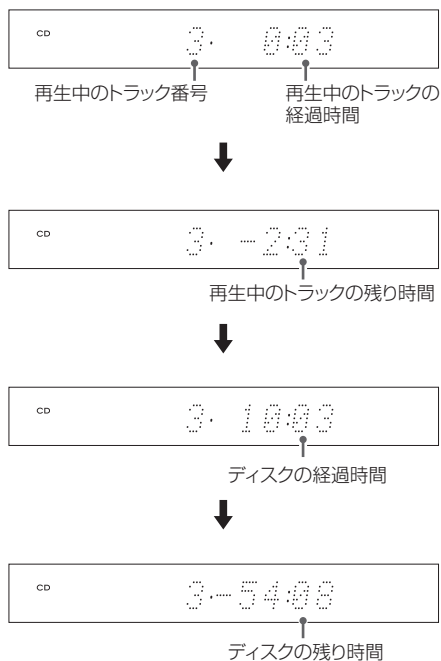 CD 3. 0:03
再生中のトラック番号
再生中のトラックの
経過時間
CD 3. -2:31
再生中のトラックの残り時間
CD 3. 10:03
ディスクの経過時間
CD 3.-54:08
ディスクの残り時間